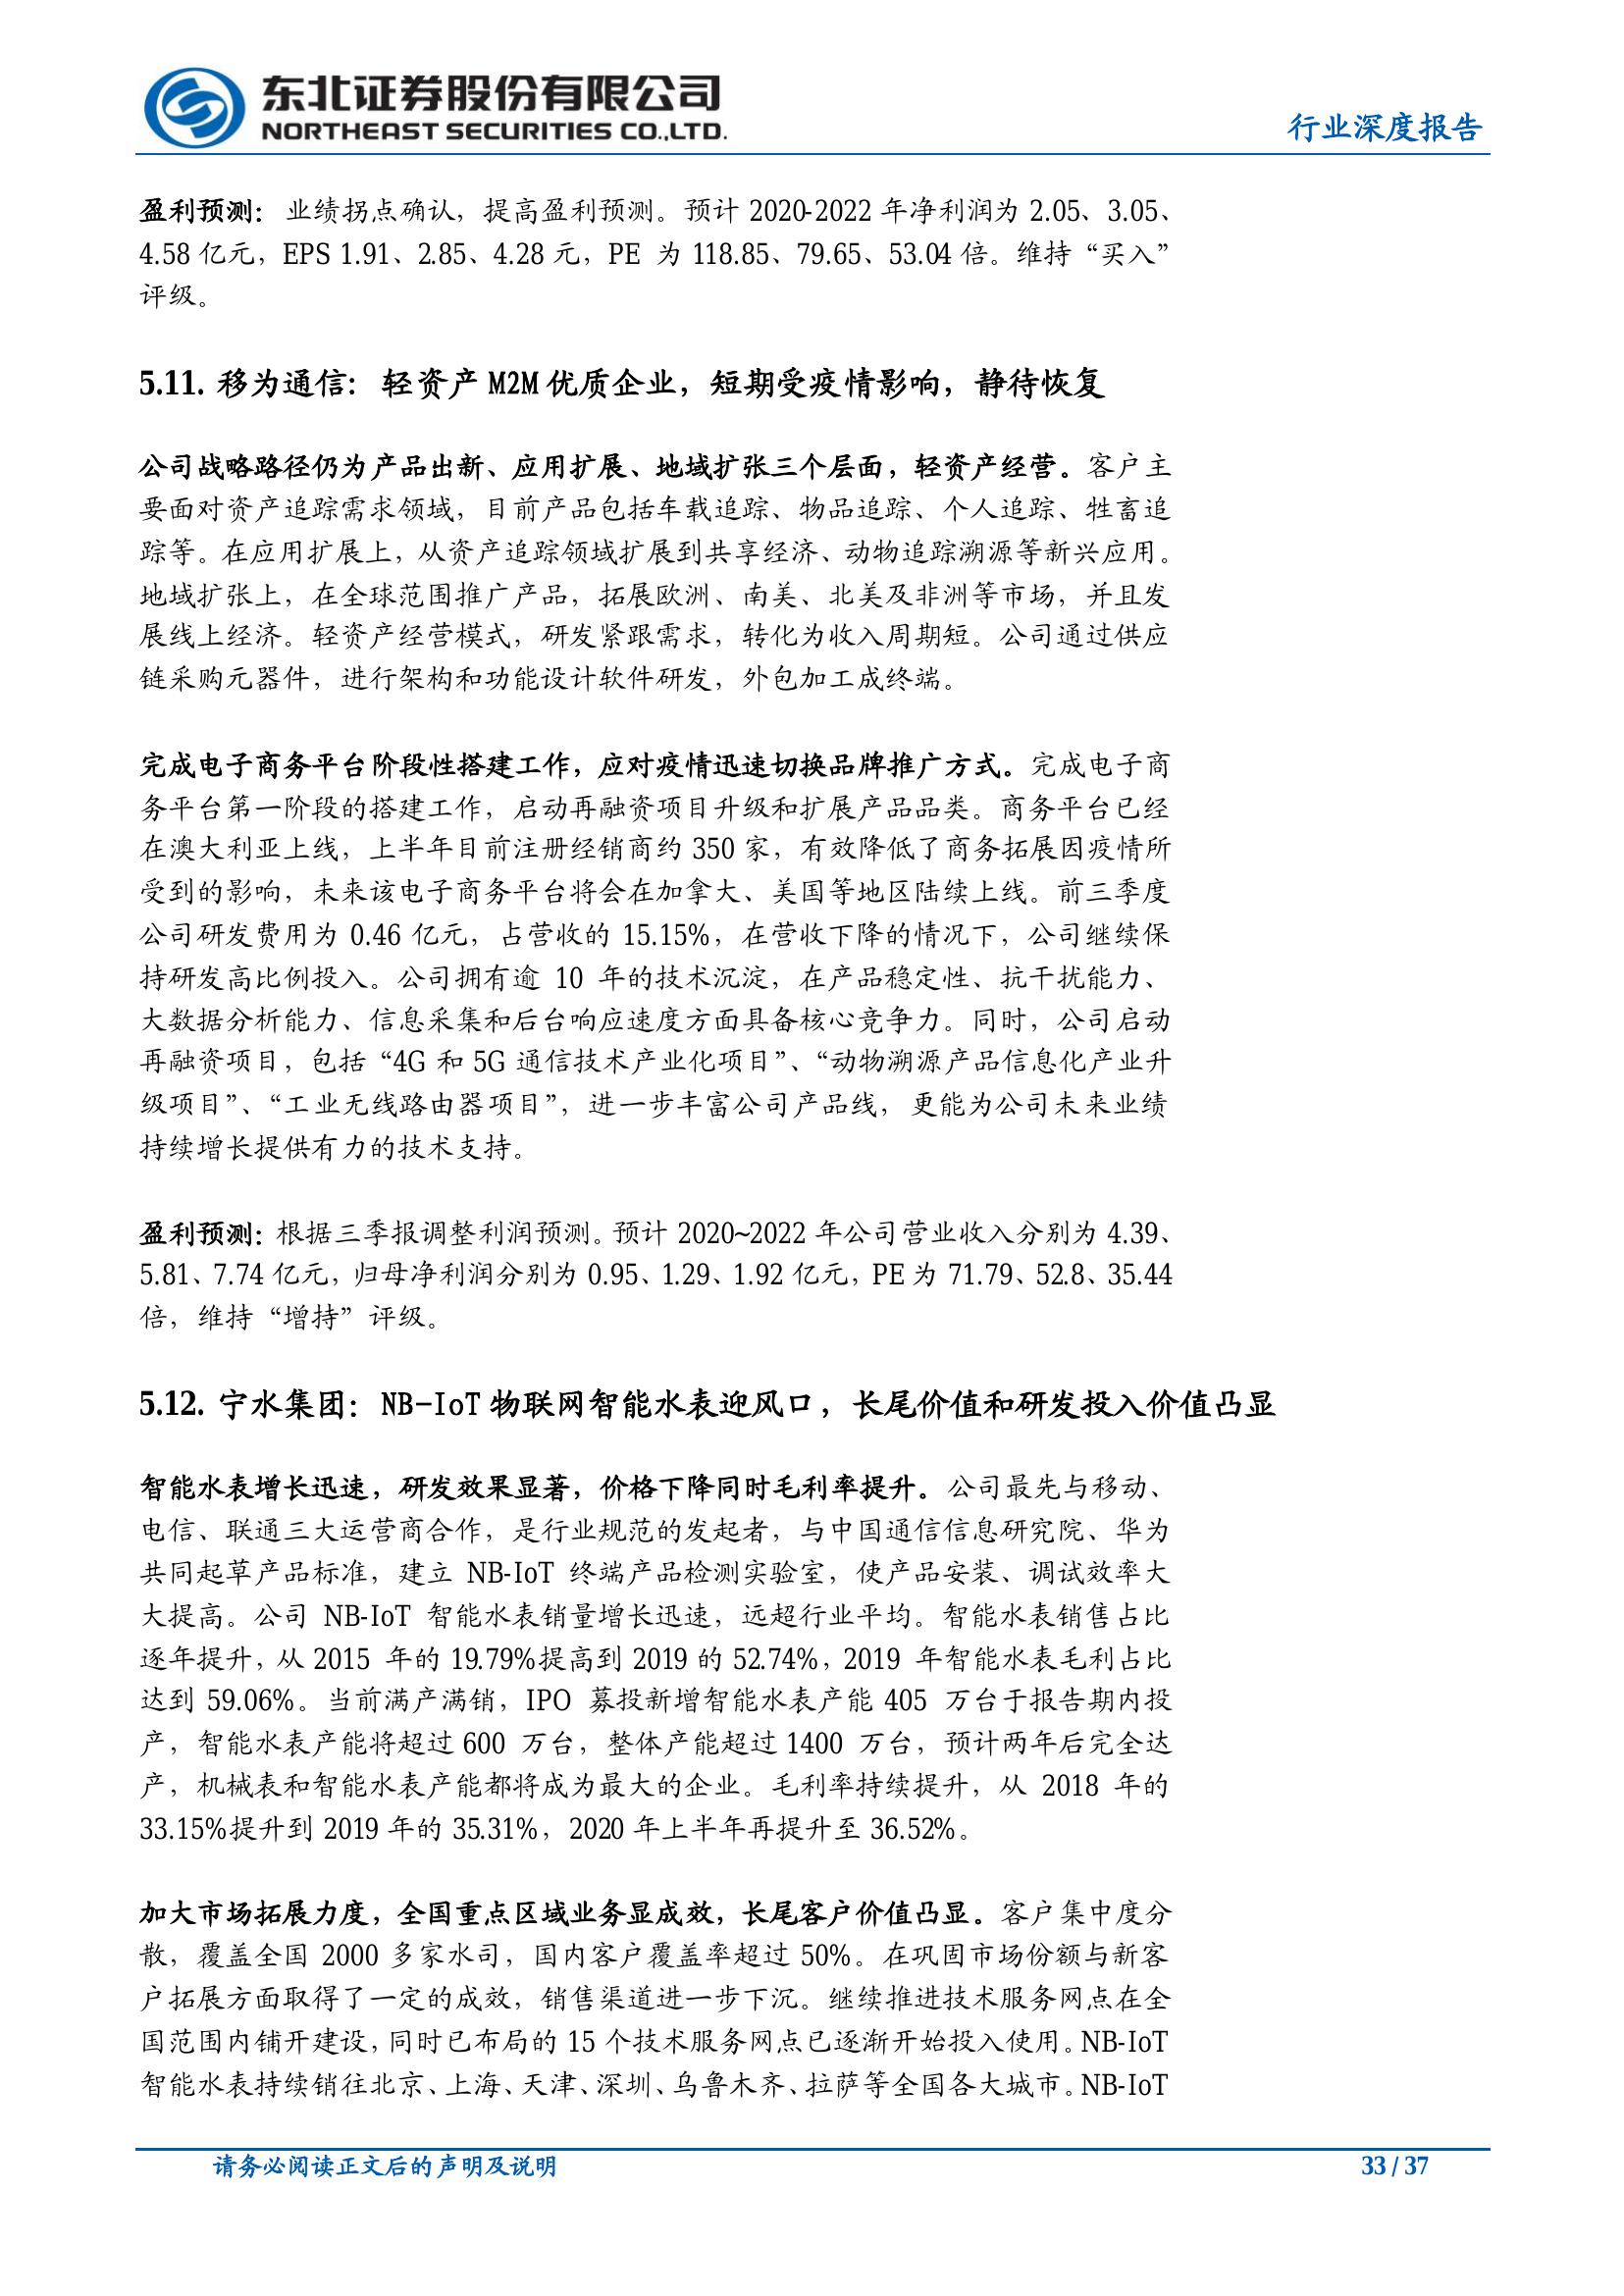 东北证券股份有限公司
NORTHEAST SECURITIES CO.,LTD.
行业深度报告
盈利预测：业绩拐点确认，提高盈利预测。预计 2020-2022 年净利润为 2.05、3.05、
4.58 亿元，EPS 1.91、2.85、4.28 元，PE 为 118.85、79.65、53.04 倍。维持“买入”
评级。
5.11. 移为通信：轻资产 M2M 优质企业，短期受疫情影响，静待恢复
公司战略路径仍为产品出新、应用扩展、地域扩张三个层面，轻资产经营。客户主
要面对资产追踪需求领域，目前产品包括车载追踪、物品追踪、个人追踪、牲畜追
踪等。在应用扩展上，从资产追踪领域扩展到共享经济、动物追踪溯源等新兴应用。
地域扩张上，在全球范围推广产品，拓展欧洲、南美、北美及非洲等市场，并且发
展线上经济。轻资产经营模式，研发紧跟需求，转化为收入周期短。公司通过供应
链采购元器件，进行架构和功能设计软件研发，外包加工成终端。
完成电子商务平台阶段性搭建工作，应对疫情迅速切换品牌推广方式。完成电子商
务平台第一阶段的搭建工作，启动再融资项目升级和扩展产品品类。商务平台已经
在澳大利亚上线，上半年目前注册经销商约 350 家，有效降低了商务拓展因疫情所
受到的影响，未来该电子商务平台将会在加拿大、美国等地区陆续上线。前三季度
公司研发费用为 0.46 亿元，占营收的 15.15%，在营收下降的情况下，公司继续保
持研发高比例投入。公司拥有逾 10 年的技术沉淀，在产品稳定性、抗干扰能力、
大数据分析能力、信息采集和后台响应速度方面具备核心竞争力。同时，公司启动
再融资项目，包括“4G 和 5G 通信技术产业化项目”、“动物溯源产品信息化产业升
级项目”、“工业无线路由器项目”，进一步丰富公司产品线，更能为公司未来业绩
持续增长提供有力的技术支持。
盈利预测：根据三季报调整利润预测。预计 2020~2022 年公司营业收入分别为 4.39、
5.81、7.74 亿元，归母净利润分别为 0.95、1.29、1.92 亿元，PE 为 71.79、52.8、35.44
倍，维持“增持”评级。
5.12. 宁水集团：NB-IoT 物联网智能水表迎风口，长尾价值和研发投入价值凸显
智能水表增长迅速，研发效果显著，价格下降同时毛利率提升。公司最先与移动、
电信、联通三大运营商合作，是行业规范的发起者，与中国通信信息研究院、华为
共同起草产品标准，建立 NB-IoT 终端产品检测实验室，使产品安装、调试效率大
大提高。公司 NB-IoT 智能水表销量增长迅速，远超行业平均。智能水表销售占比
逐年提升，从 2015 年的 19.79%提高到 2019 的 52.74%，2019 年智能水表毛利占比
达到 59.06%。当前满产满销，IPO 募投新增智能水表产能 405 万台于报告期内投
产，智能水表产能将超过 600 万台，整体产能超过 1400 万台，预计两年后完全达
产，机械表和智能水表产能都将成为最大的企业。毛利率持续提升，从 2018 年的
33.15%提升到 2019 年的 35.31%，2020 年上半年再提升至 36.52%。
加大市场拓展力度，全国重点区域业务显成效，长尾客户价值凸显。客户集中度分
散，覆盖全国 2000 多家水司，国内客户覆盖率超过 50%。在巩固市场份额与新客
户拓展方面取得了一定的成效，销售渠道进一步下沉。继续推进技术服务网点在全
国范围内铺开建设，同时已布局的 15 个技术服务网点已逐渐开始投入使用。NB-IoT
智能水表持续销往北京、上海、天津、深圳、乌鲁木齐、拉萨等全国各大城市。NB-IoT
请务必阅读正文后的声明及说明
33 / 37